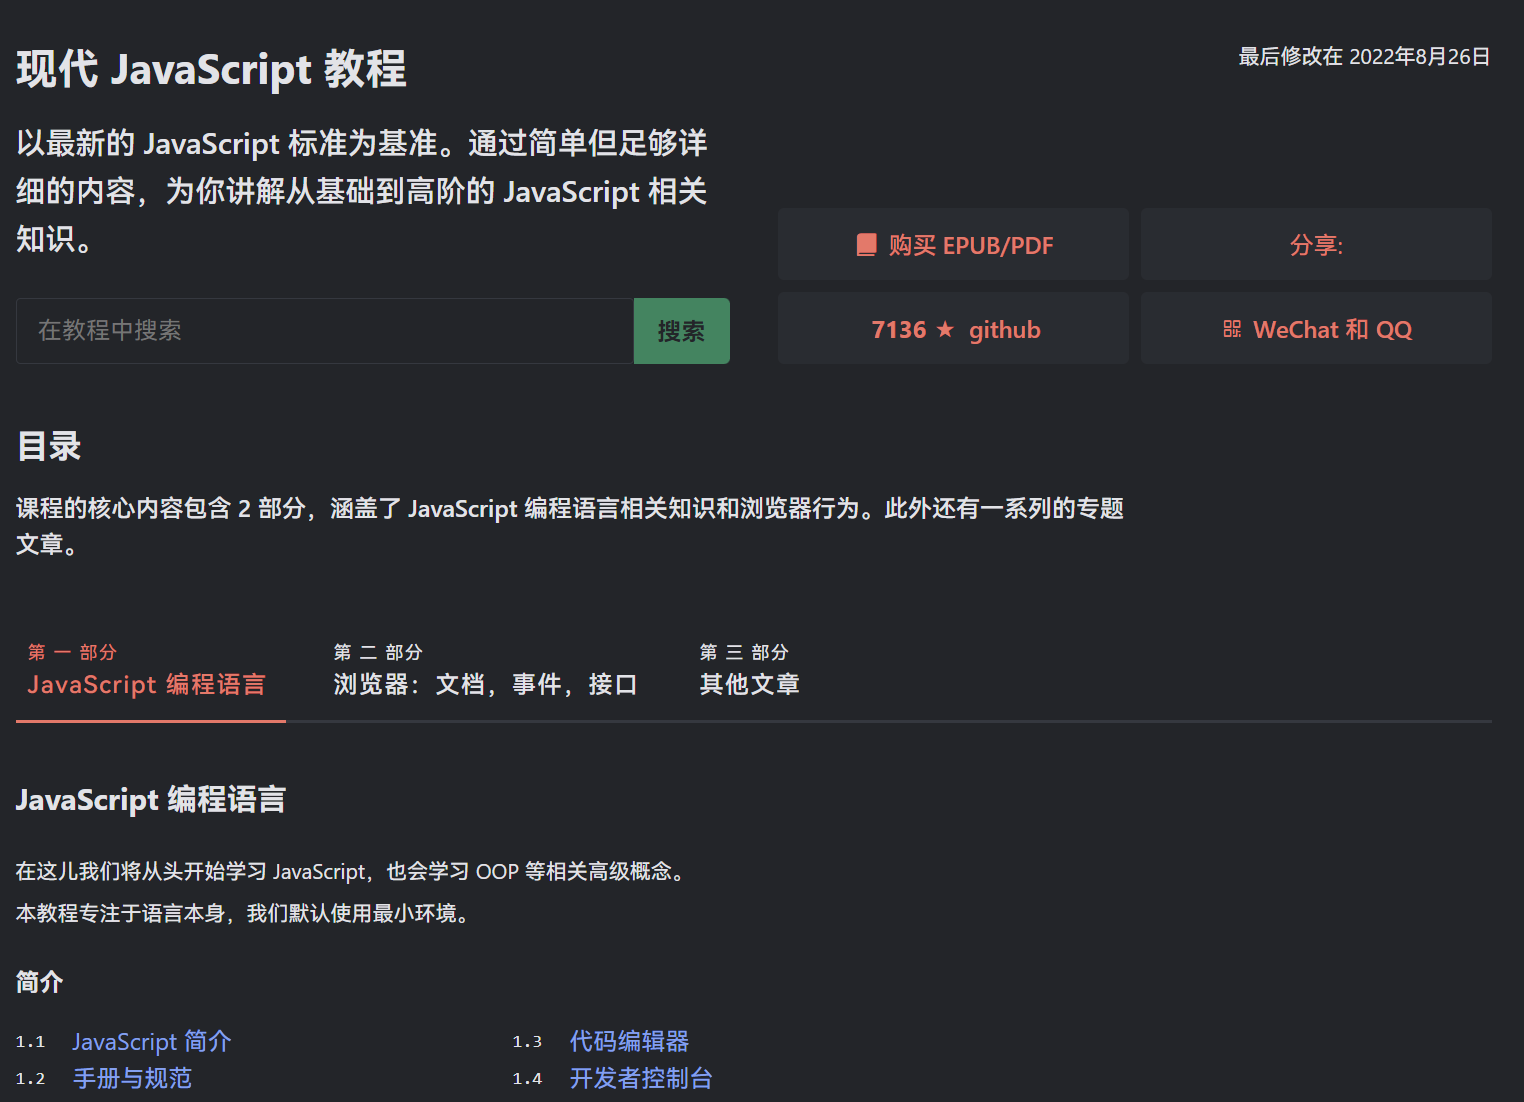 现代 JavaScript 教程
最后修改在 2022年8月26日
以最新的 JavaScript 标准为基准。通过简单但足够详
细的内容，为你讲解从基础到高阶的 JavaScript 相关
知识。
购买 EPUB/PDF
分享:
在教程中搜索
搜索
7136 ★ github
WeChat 和 QQ
目录
课程的核心内容包含 2 部分，涵盖了 JavaScript 编程语言相关知识和浏览器行为。此外还有一系列的专题
文章。
第 一 部分
JavaScript 编程语言
第 二 部分
浏览器：文档，事件，接口
第 三 部分
其他文章
JavaScript 编程语言
在这儿我们将从头开始学习 JavaScript，也会学习 OOP 等相关高级概念。
本教程专注于语言本身，我们默认使用最小环境。
简介
1.1 JavaScript 简介
1.2 手册与规范
1.3 代码编辑器
1.4 开发者控制台